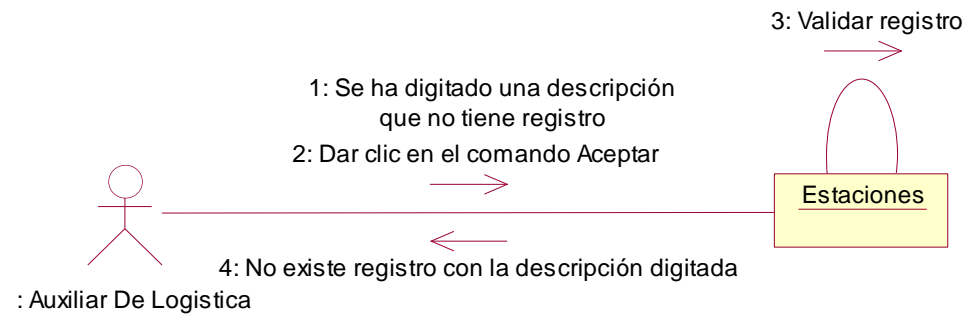 3: Validar registro
1: Se ha digitado una descripción
que no tiene registro
2: Dar clic en el comando Aceptar
Estaciones
4: No existe registro con la descripción digitada
: Auxiliar De Logistica